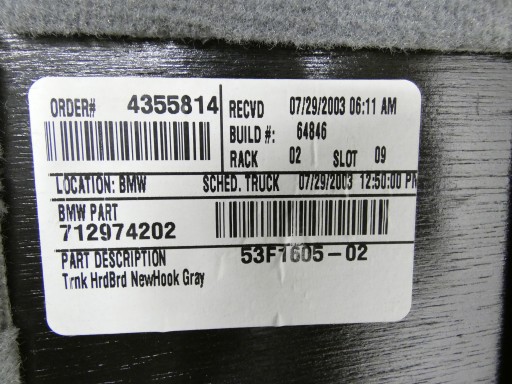 ORDER# 4355814
RECVD 07/29/2003 06:11 AM
BUILD #: 64846
RACK 02 SLOT 09
LOCATION: BMW SCHED. TRUCK 07/29/2003 12:50:00 PM
BMW PART
712974202
PART DESCRIPTION 53F1605-02
Trnk HrdBrd NewHook Gray